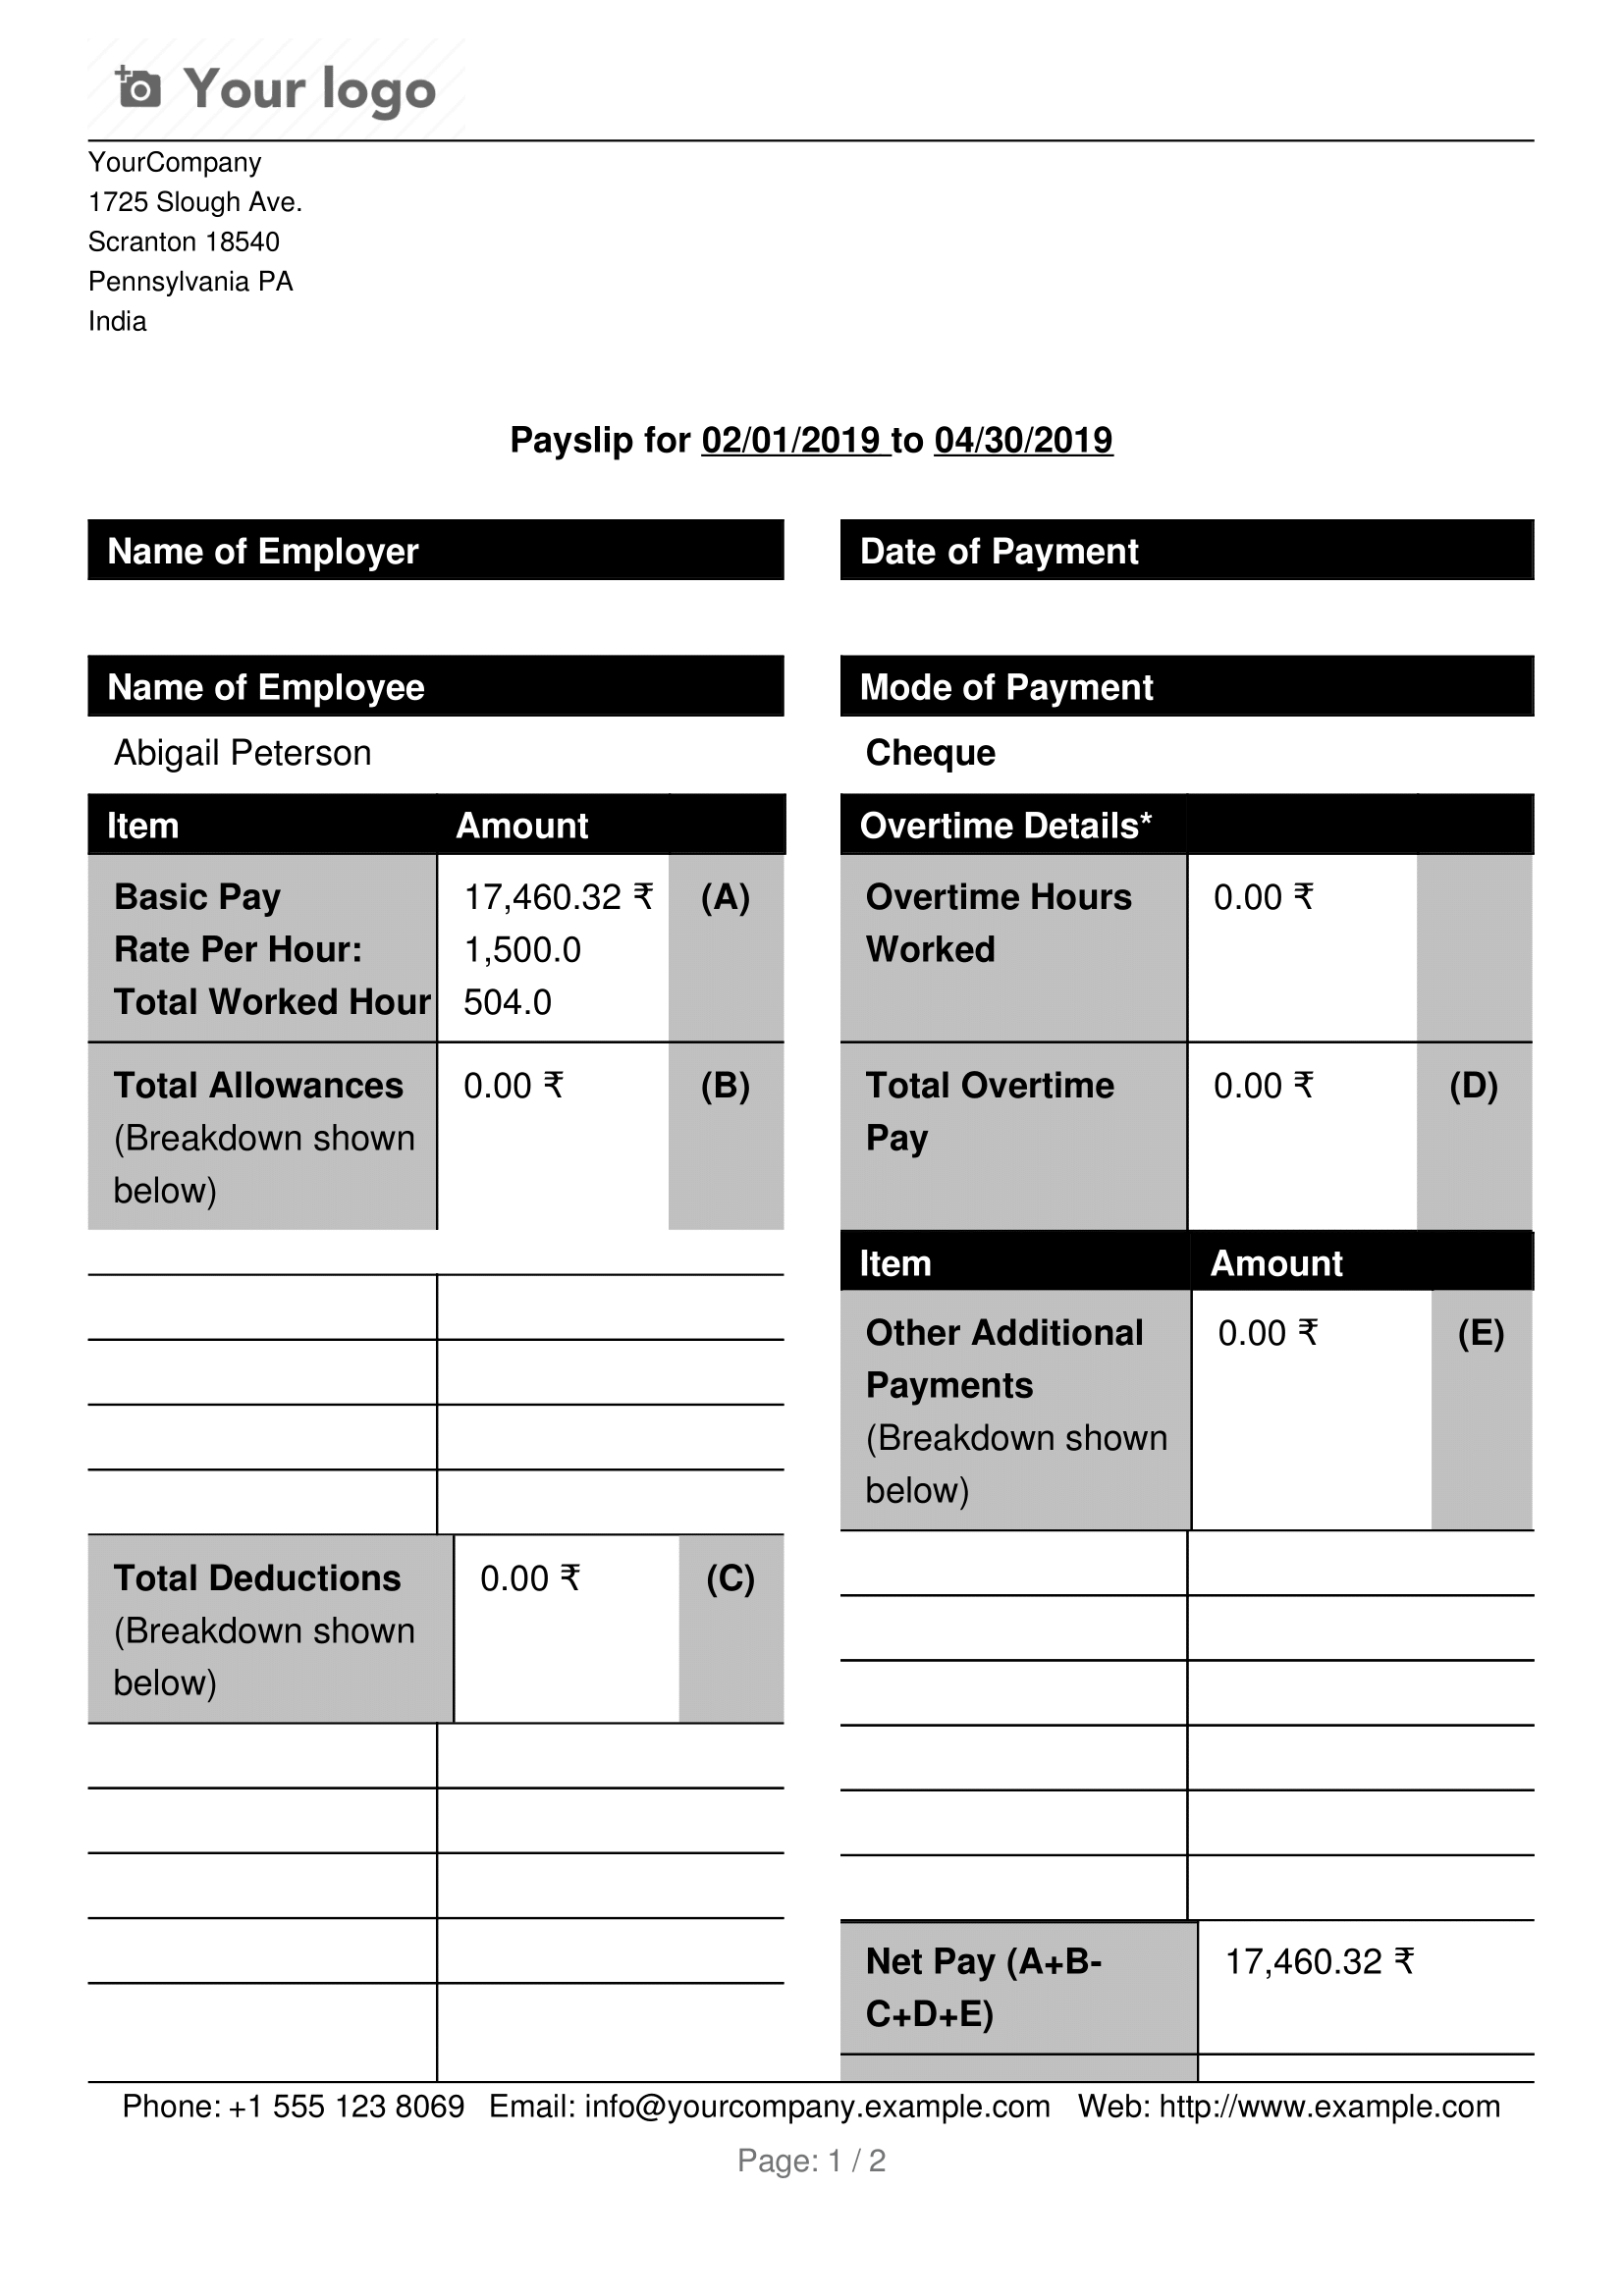 Your logo
YourCompany
1725 Slough Ave.
Scranton 18540
Pennsylvania PA
India
Payslip for 02/01/2019 to 04/30/2019
Name of Employer
Date of Payment
Name of Employee
Mode of Payment
Abigail Peterson
Cheque
Item Amount
Basic Pay 17,460.32 ₹ (A)
Rate Per Hour: 1,500.0
Total Worked Hour 504.0
Total Allowances 0.00 ₹ (B)
(Breakdown shown
below)
Total Deductions 0.00 ₹ (C)
(Breakdown shown
below)
Overtime Details*
Overtime Hours 0.00 ₹
Worked
Total Overtime 0.00 ₹ (D)
Pay
Item Amount
Other Additional 0.00 ₹ (E)
Payments
(Breakdown shown
below)
Net Pay (A+B- 17,460.32 ₹
C+D+E)
Phone: +1 555 123 8069 Email: info@yourcompany.example.com Web: http://www.example.com
Page: 1 / 2